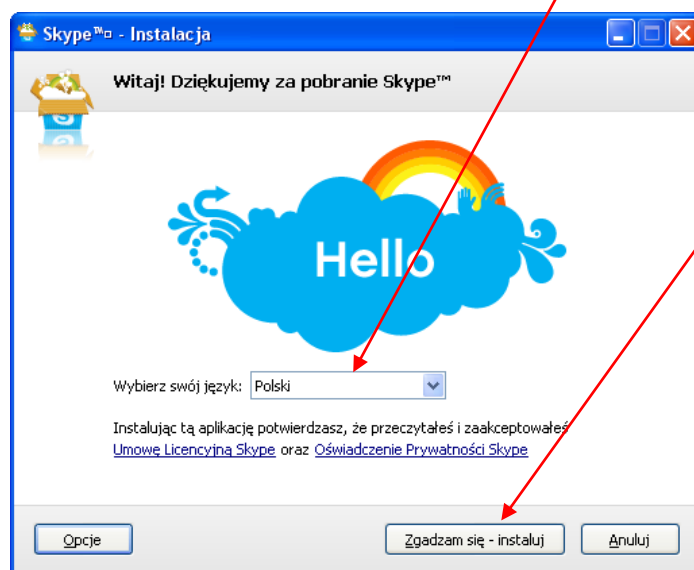 Skype™□ - Instalacja
Witaj! Dziękujemy za pobranie Skype™
S
Hello
Wybierz swój język: Polski
Instalując tą aplikację potwierdzasz, że przeczytałeś i zaakceptowałeś
Umowę Licencyjną Skype oraz Oświadczenie Prywatności Skype
Opcje Zgadzam się - instaluj Anuluj